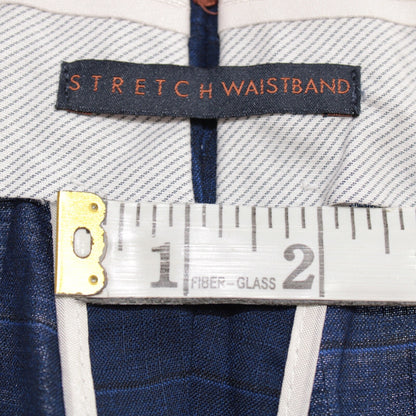 STRETCH WAISTBAND
1 2
FIBER-GLASS